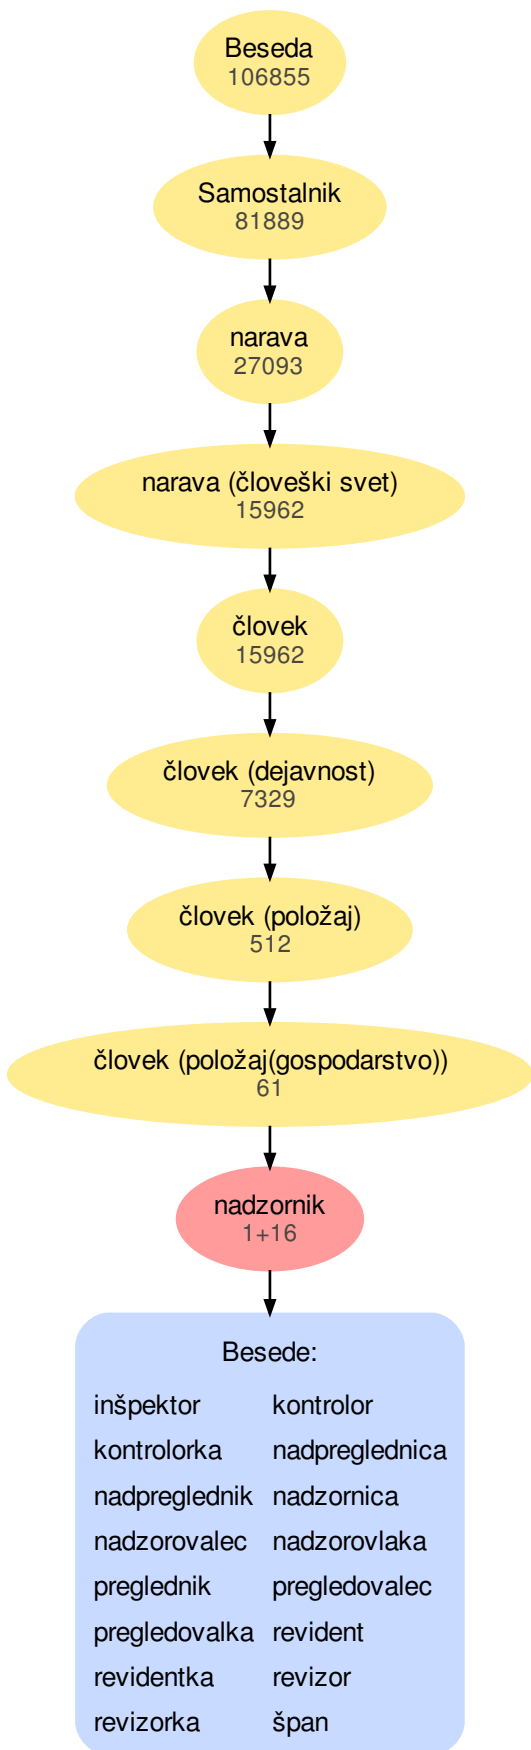 Beseda
106855
Samostalnik
81889
narava
27093
narava (človeški svet)
15962
človek
15962
človek (dejavnost)
7329
človek (položaj)
512
človek (položaj(gospodarstvo))
61
nadzornik
1+16
Besede:
inšpektor kontrolor
kontrolorka nadpreglednica
nadpreglednik nadzornica
nadzorovalec nadzorovlaka
preglednik pregledovalec
pregledovalka revident
revidentka revizor
revizorka špan